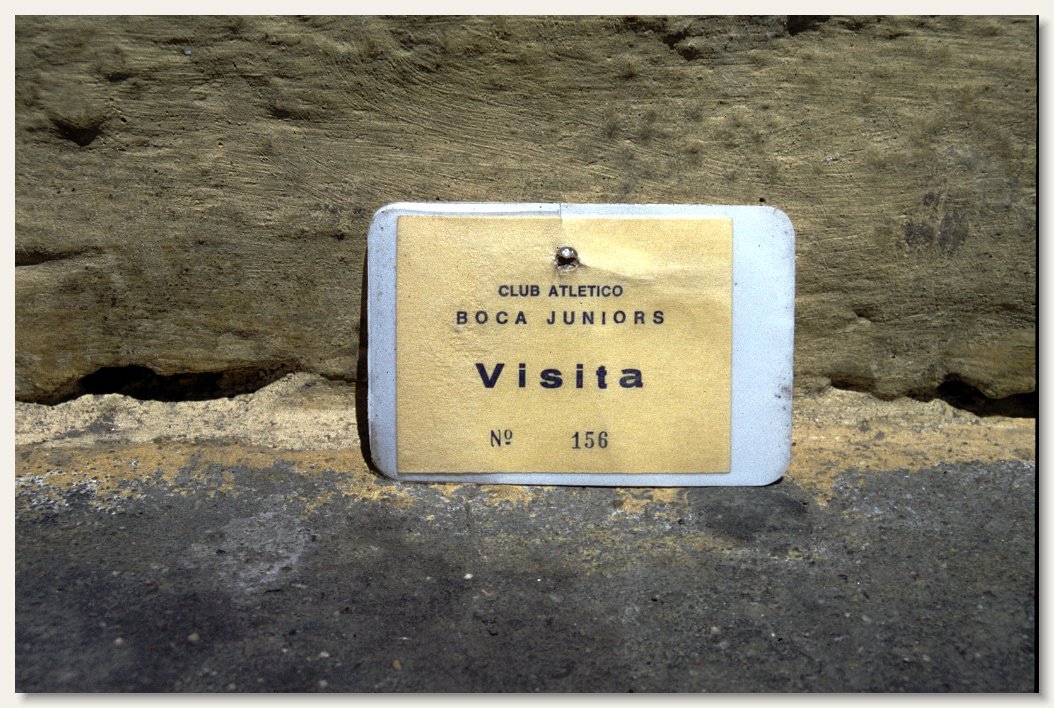 CLUB ATLETICO
BOCA JUNIORS
Visita
Nº 156